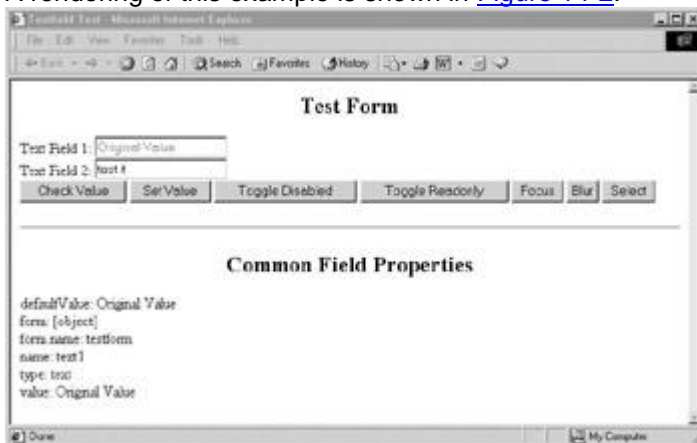 A rendering of this example is shown in Figure 14-2.
Textfield Test - Microsoft Internet Explorer
File Edit View Favorites Tools Help
Search Favorites History
Test Form
Text Field 1: Original Value
Text Field 2: test 1
Check Value Set Value Toggle Disabled Toggle Readonly Focus Blur Select
Common Field Properties
defaultValue: Original Value
form: [object]
form name: testform
name: text1
type: text
value: Original Value
Done My Computer